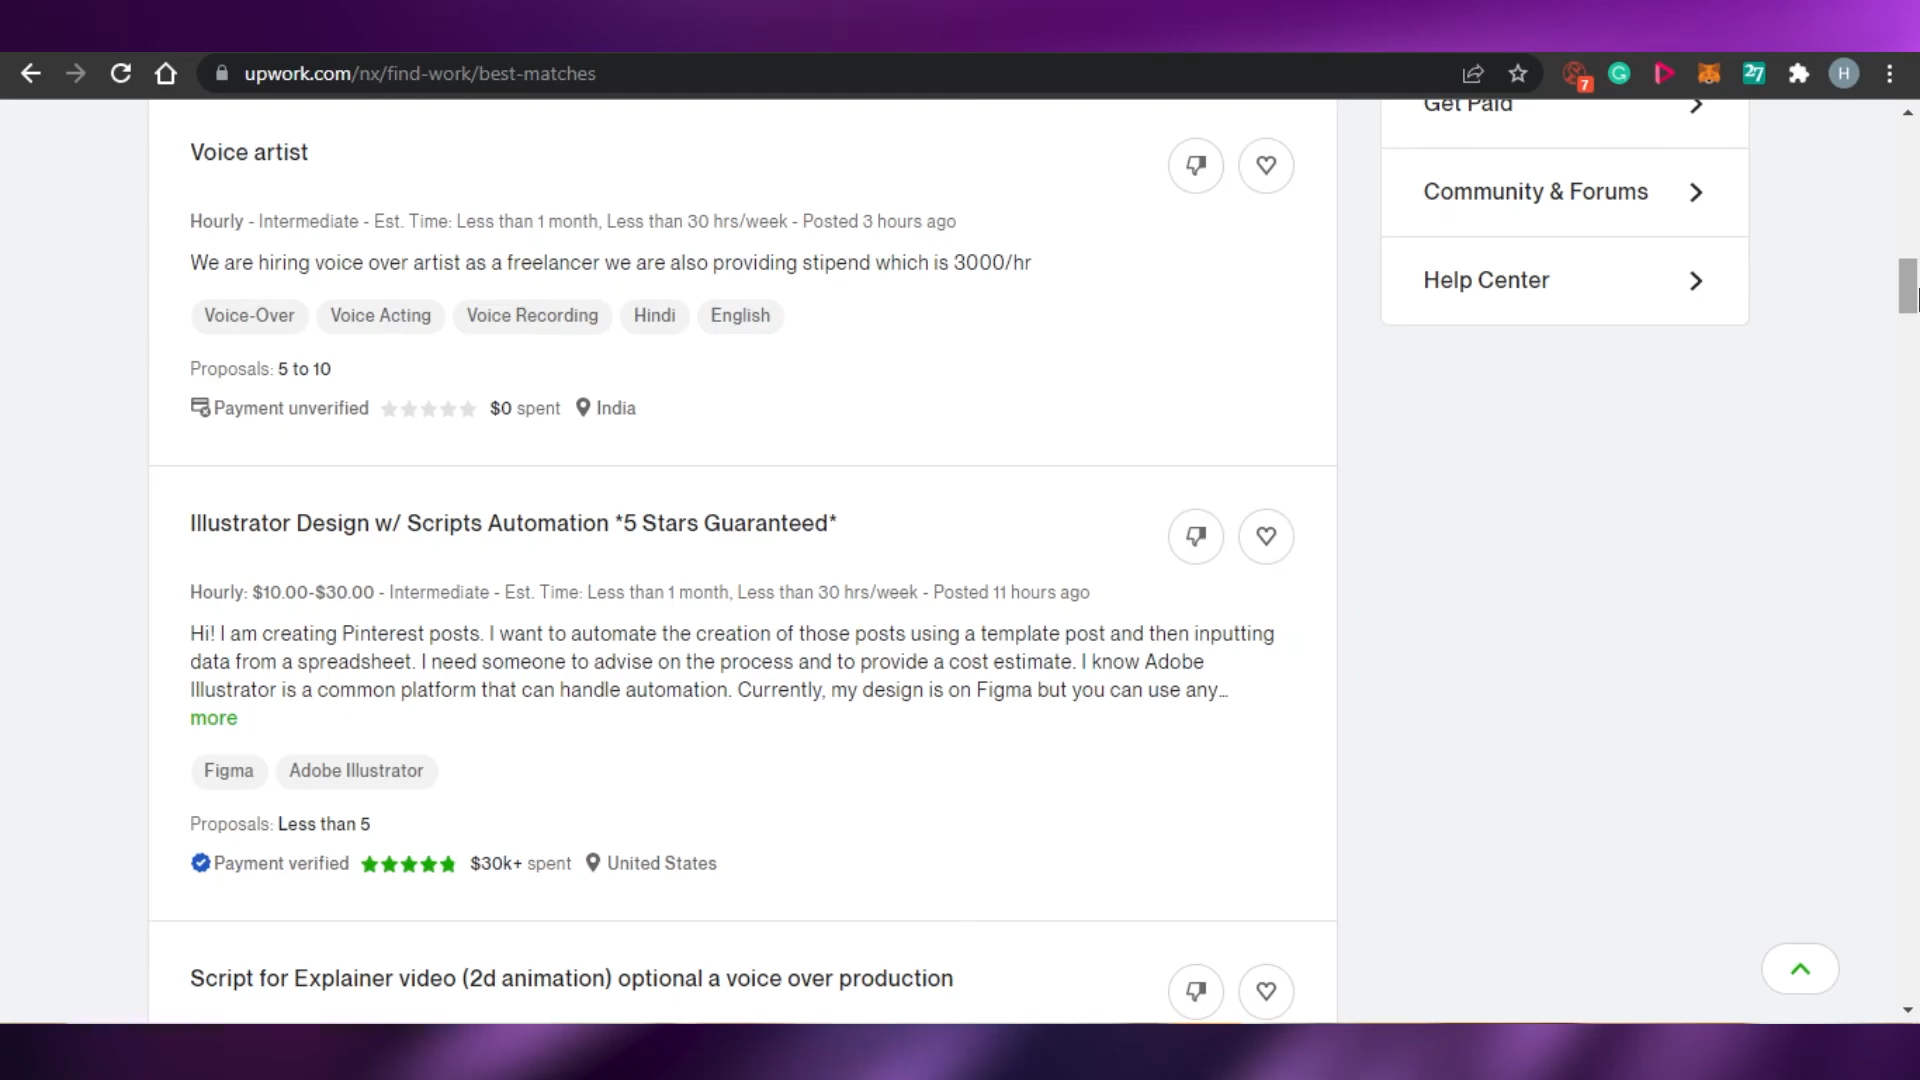 upwork.com/nx/find-work/best-matches
7
27
H
Get Paid
Community & Forums
Help Center
Voice artist
Hourly - Intermediate - Est. Time: Less than 1 month, Less than 30 hrs/week - Posted 3 hours ago
We are hiring voice over artist as a freelancer we are also providing stipend which is 3000/hr
Voice-Over Voice Acting Voice Recording Hindi English
Proposals: 5 to 10
Payment unverified $0 spent India
Illustrator Design w/ Scripts Automation *5 Stars Guaranteed*
Hourly: $10.00-$30.00 - Intermediate - Est. Time: Less than 1 month, Less than 30 hrs/week - Posted 11 hours ago
Hi! I am creating Pinterest posts. I want to automate the creation of those posts using a template post and then inputting
data from a spreadsheet. I need someone to advise on the process and to provide a cost estimate. I know Adobe
Illustrator is a common platform that can handle automation. Currently, my design is on Figma but you can use any…
more
Figma Adobe Illustrator
Proposals: Less than 5
Payment verified $30k+ spent United States
Script for Explainer video (2d animation) optional a voice over production